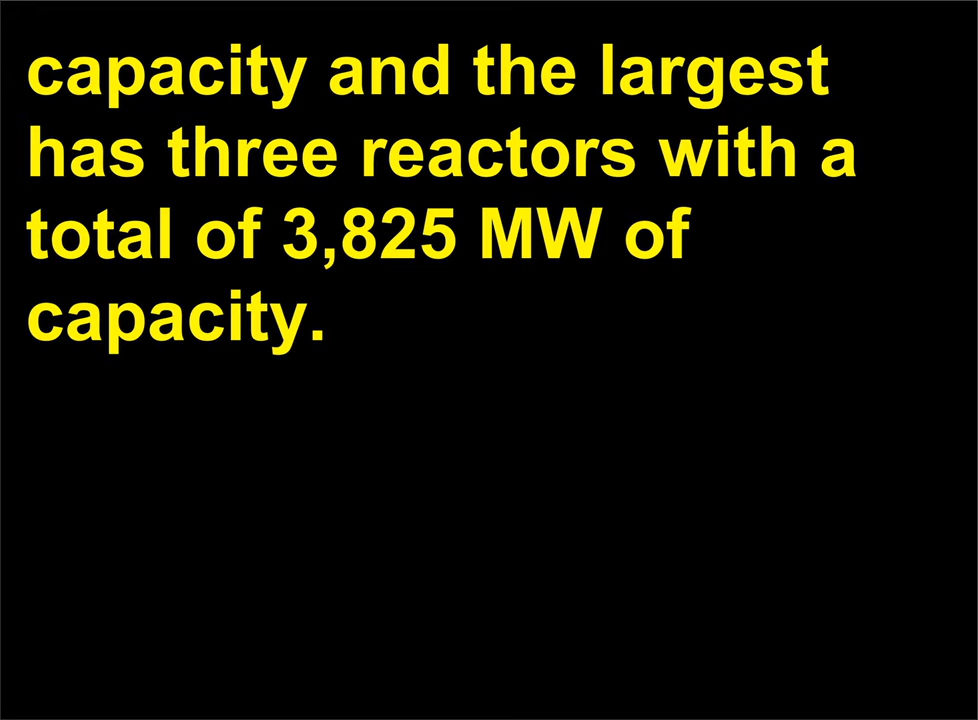 capacity and the largest
has three reactors with a
total of 3,825 MW of
capacity.